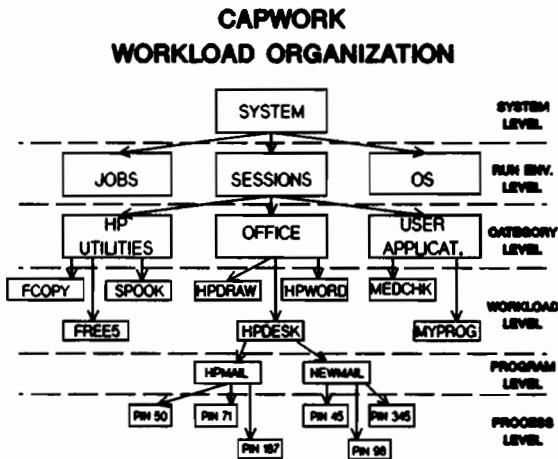 CAPWORK
WORKLOAD ORGANIZATION
SYSTEM
SYSTEM
LEVEL
JOBS
SESSIONS
OS
RUN ENV.
LEVEL
HP
UTILITIES
OFFICE
USER
APPLICAT.
CATEGORY
LEVEL
FCOPY
SPOOK
HPDRAW
HPWORD
MEDCHK
FREE5
HPDESK
MYPROG
WORKLOAD
LEVEL
HPMAIL
NEWMAIL
PROGRAM
LEVEL
PIN 50
PIN 71
PIN 45
PIN 345
PIN 187
PIN 98
PROCESS
LEVEL